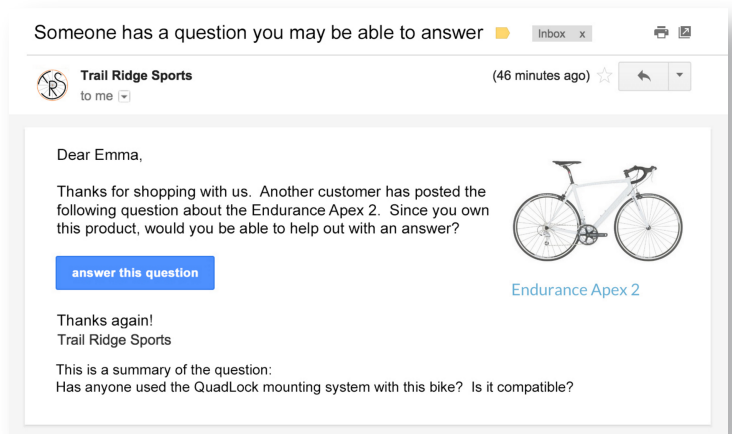 Someone has a question you may be able to answer
Inbox x
Trail Ridge Sports
(46 minutes ago)
to me
TRS
Dear Emma,
Thanks for shopping with us. Another customer has posted the
following question about the Endurance Apex 2. Since you own
this product, would you be able to help out with an answer?
answer this question
Endurance Apex 2
Thanks again!
Trail Ridge Sports
This is a summary of the question:
Has anyone used the QuadLock mounting system with this bike? Is it compatible?